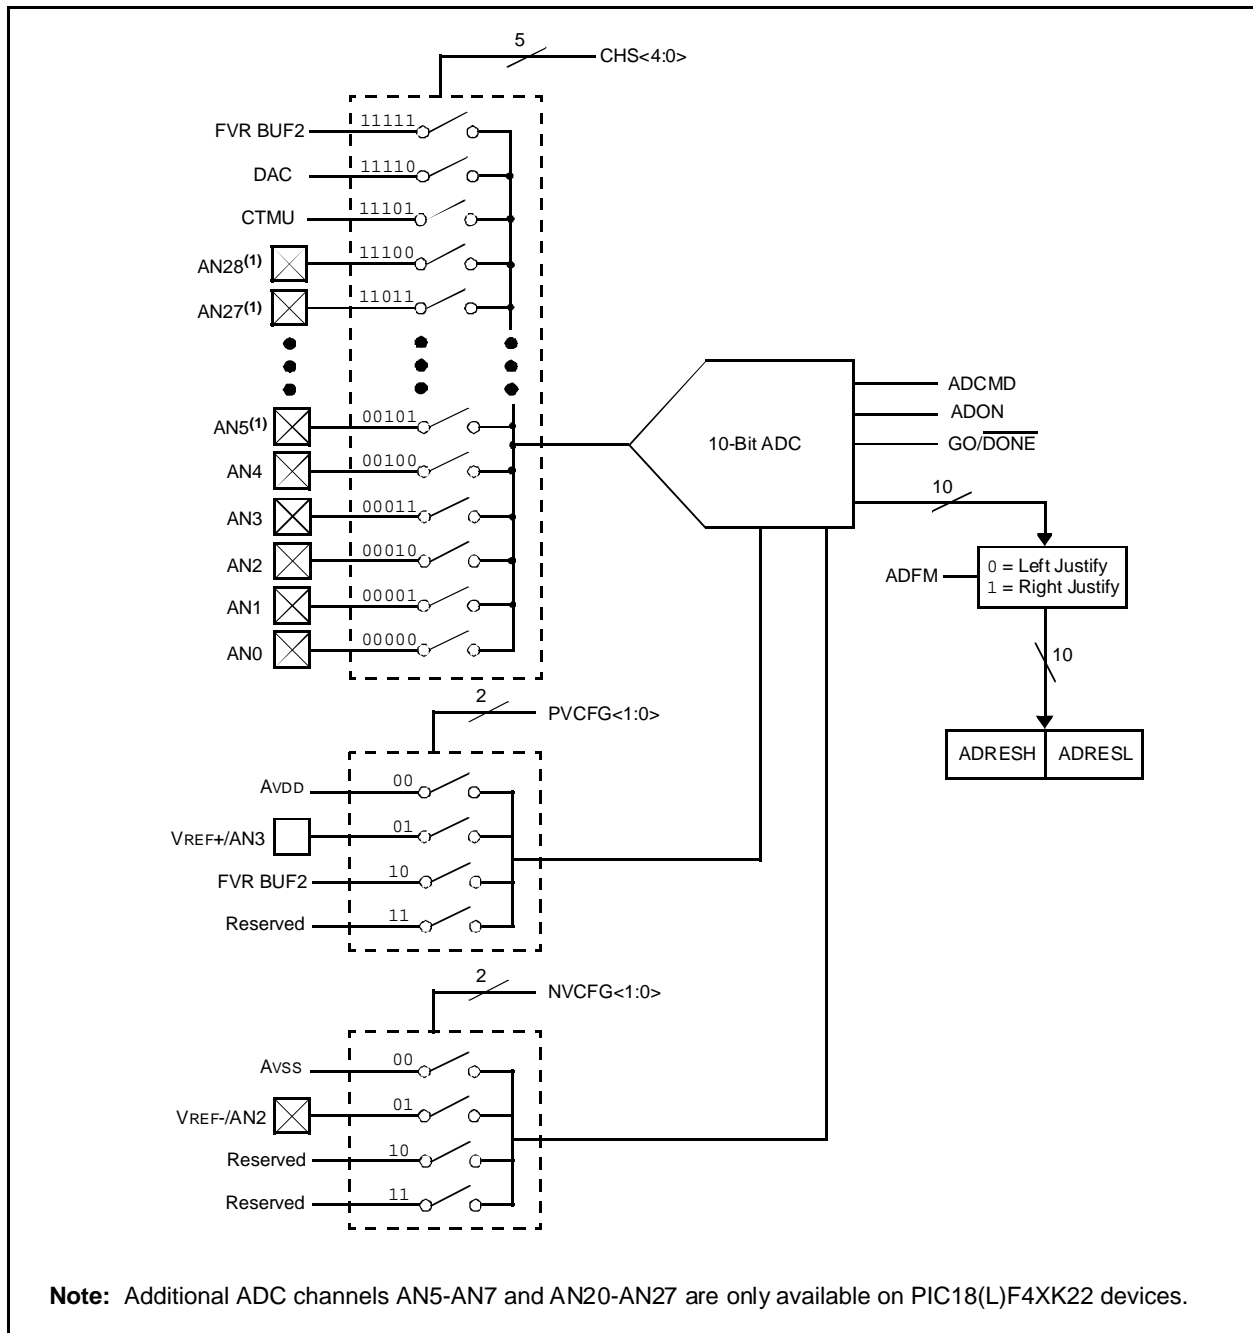 5
CHS<4:0>
FVR BUF2 11111
DAC 11110
CTMU 11101
AN28(1) 11100
AN27(1) 11011
AN5(1) 00101
AN4 00100
AN3 00011
AN2 00010
AN1 00001
AN0 00000
10-Bit ADC
ADCMD
ADON
GO/DONE
10
ADFM
0 = Left Justify
1 = Right Justify
10
ADRESH ADRESL
2
PVCFG<1:0>
AVDD 00
VREF+/AN3 01
FVR BUF2 10
Reserved 11
2
NVCFG<1:0>
AVSS 00
VREF-/AN2 01
Reserved 10
Reserved 11
Note: Additional ADC channels AN5-AN7 and AN20-AN27 are only available on PIC18(L)F4XK22 devices.